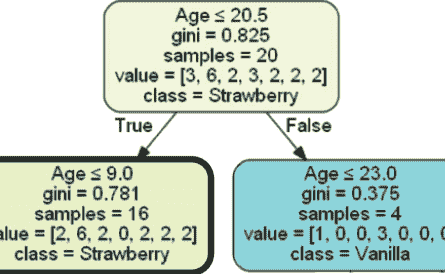 Age ≤ 20.5
gini = 0.825
samples = 20
value = [3, 6, 2, 3, 2, 2, 2]
class = Strawberry
True
False
Age ≤ 9.0
gini = 0.781
samples = 16
alue = [2, 6, 2, 0, 2, 2, 2]
class = Strawberry
Age ≤ 23.0
gini = 0.375
samples = 4
value = [1, 0, 0, 3, 0, 0, 0
class = Vanilla